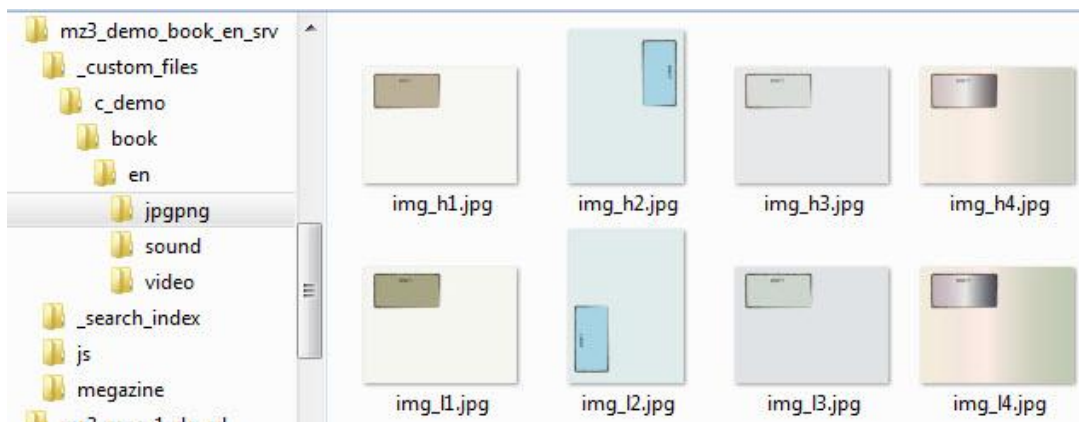 mz3_demo_book_en_srv
_custom_files
c_demo
book
en
jpgpng
sound
video
_search_index
js
megazine
img_h1.jpg
img_h2.jpg
img_h3.jpg
img_h4.jpg
img_l1.jpg
img_l2.jpg
img_l3.jpg
img_l4.jpg